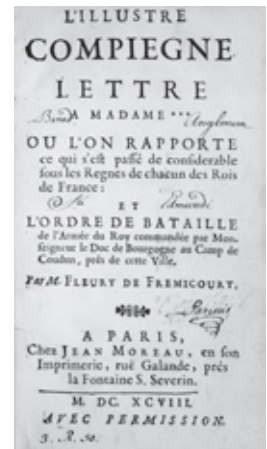 L'ILLUSTRE
COMPIEGNE
LETTRE
A MADAME ***
OU L'ON RAPPORTE
ce qui s'est passé de considerable
sous les Regnes de chacun des Rois
de France :
ET
L'ORDRE DE BATAILLE
de l'Armée du Roy commandée par Mon-
seigneur le Duc de Bourgogne au Camp de
Coudun, prés de cette Ville,
Par M. FLEURY DE FREMICOURT.
A PARIS,
Chez JEAN MOREAU, en son
Imprimerie, ruë Galande, prés
la Fontaine S. Severin.
M. DC. XCVIII.
AVEC PERMISSION.